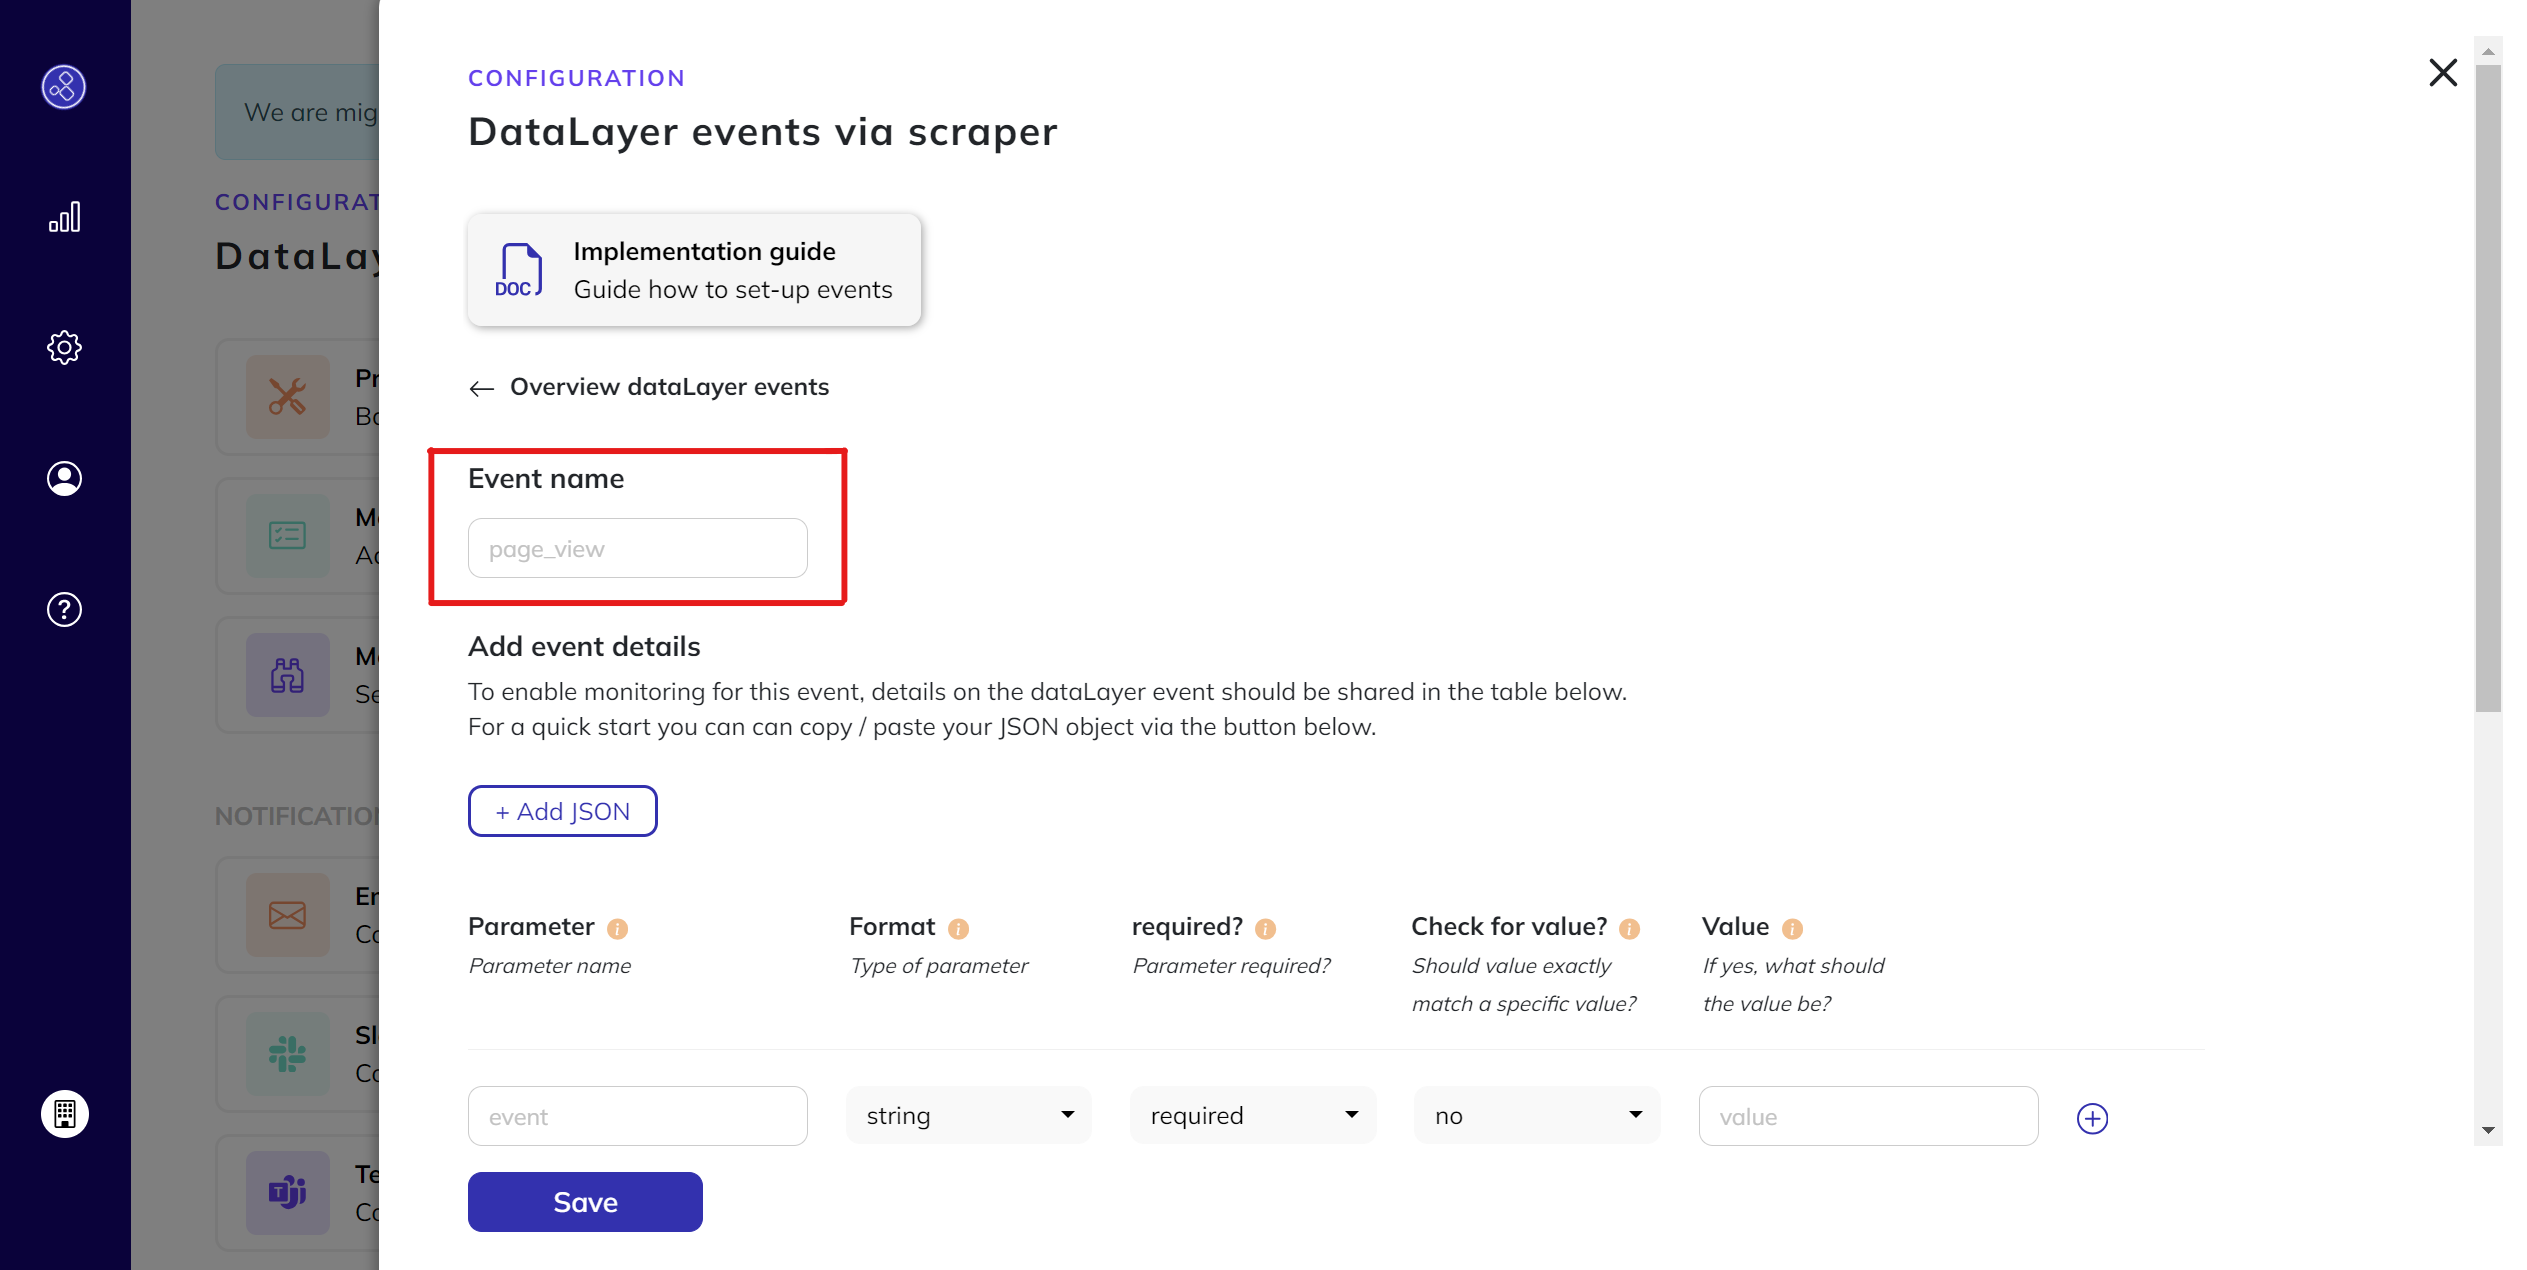 We are mig
CONFIGURAT
DataLay
Pr
Bo
Ac
Se
NOTIFICATION
En
Co
Sl
Co
Te
Co
CONFIGURATION
DataLayer events via scraper
DOC
Implementation guide
Guide how to set-up events
Overview dataLayer events
Event name
page_view
Add event details
To enable monitoring for this event, details on the dataLayer event should be shared in the table below.
For a quick start you can can copy / paste your JSON object via the button below.
+ Add JSON
Parameter i Format i required? i Check for value? i Value i
Parameter name Type of parameter Parameter required? Should value exactly If yes, what should
match a specific value? the value be?
event string required no value
Save